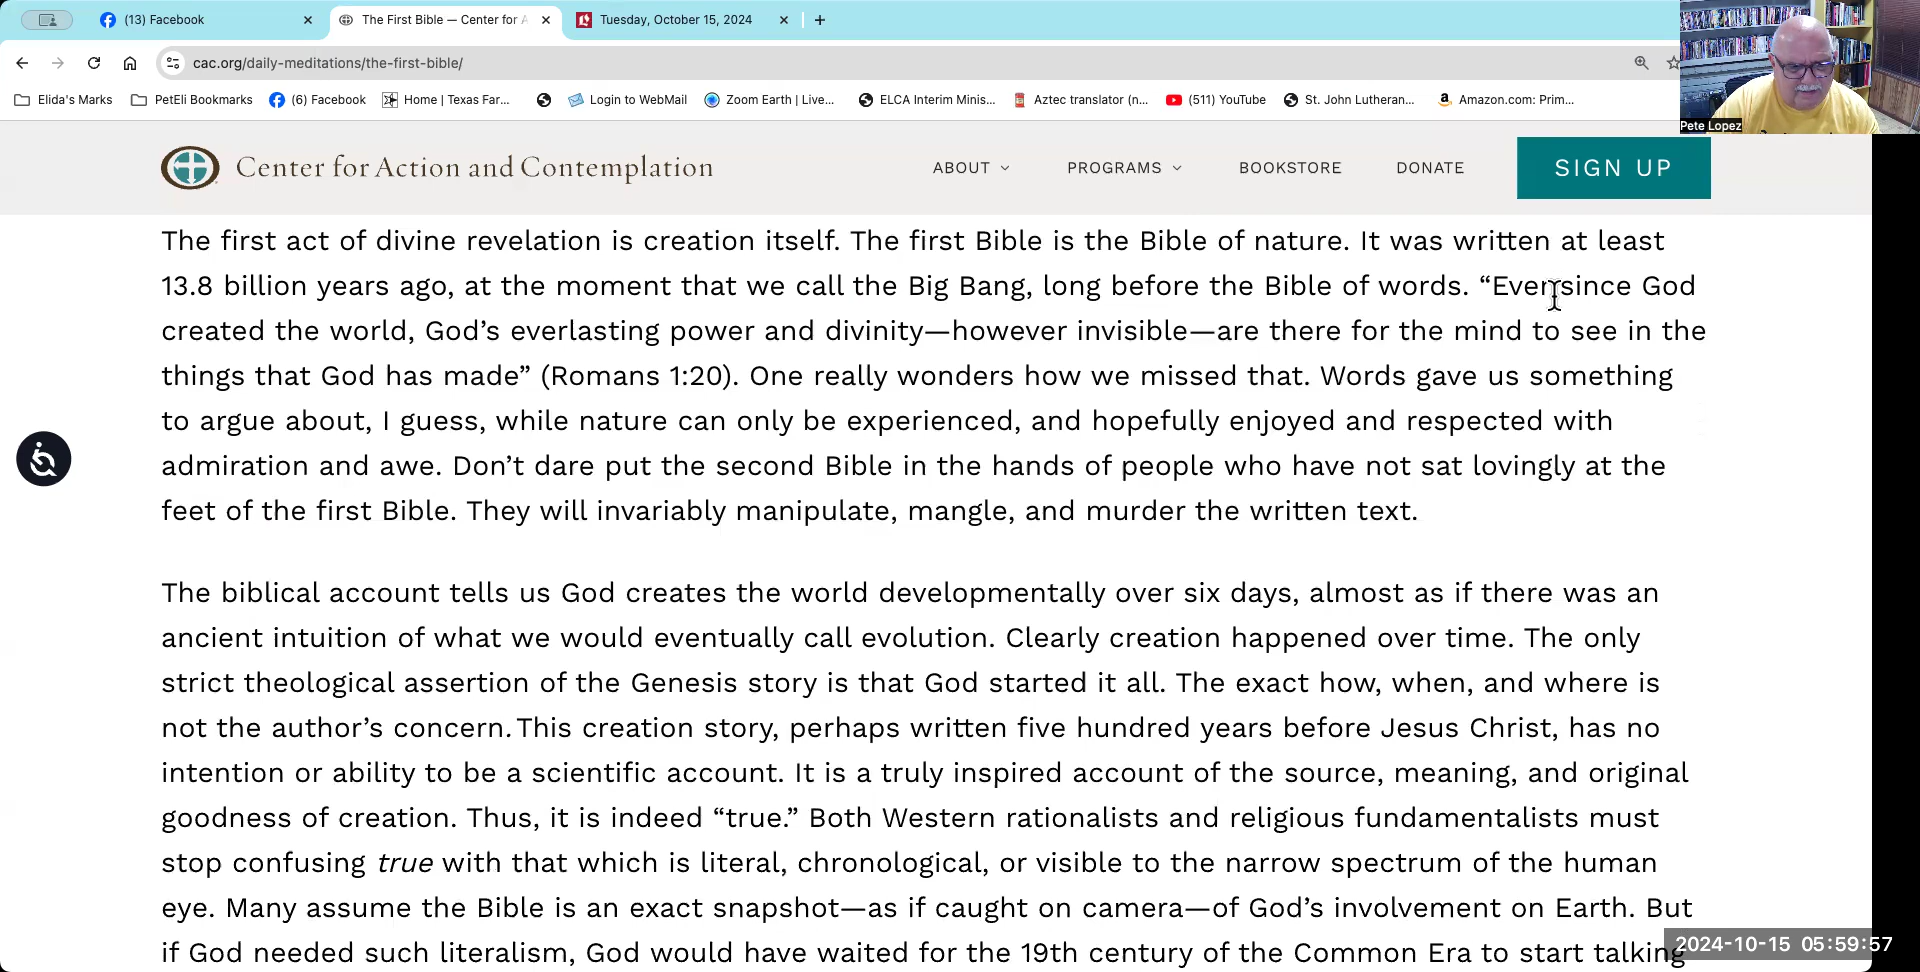 (13) Facebook
The First Bible — Center for A
Tuesday, October 15, 2024
cac.org/daily-meditations/the-first-bible/
Elida's Marks
PetEli Bookmarks
(6) Facebook
Home | Texas Far...
Login to WebMail
Zoom Earth | Live...
ELCA Interim Minis...
Aztec translator (n...
(511) YouTube
St. John Lutheran...
Amazon.com: Prim...
Pete Lopez
Center for Action and Contemplation
ABOUT
PROGRAMS
BOOKSTORE
DONATE
SIGN UP
The first act of divine revelation is creation itself. The first Bible is the Bible of nature. It was written at least
13.8 billion years ago, at the moment that we call the Big Bang, long before the Bible of words. “Ever since God
created the world, God’s everlasting power and divinity—however invisible—are there for the mind to see in the
things that God has made” (Romans 1:20). One really wonders how we missed that. Words gave us something
to argue about, I guess, while nature can only be experienced, and hopefully enjoyed and respected with
admiration and awe. Don’t dare put the second Bible in the hands of people who have not sat lovingly at the
feet of the first Bible. They will invariably manipulate, mangle, and murder the written text.
The biblical account tells us God creates the world developmentally over six days, almost as if there was an
ancient intuition of what we would eventually call evolution. Clearly creation happened over time. The only
strict theological assertion of the Genesis story is that God started it all. The exact how, when, and where is
not the author’s concern. This creation story, perhaps written five hundred years before Jesus Christ, has no
intention or ability to be a scientific account. It is a truly inspired account of the source, meaning, and original
goodness of creation. Thus, it is indeed “true.” Both Western rationalists and religious fundamentalists must
stop confusing true with that which is literal, chronological, or visible to the narrow spectrum of the human
eye. Many assume the Bible is an exact snapshot—as if caught on camera—of God’s involvement on Earth. But
if God needed such literalism, God would have waited for the 19th century of the Common Era to start talking
2024-10-15 05:59:57